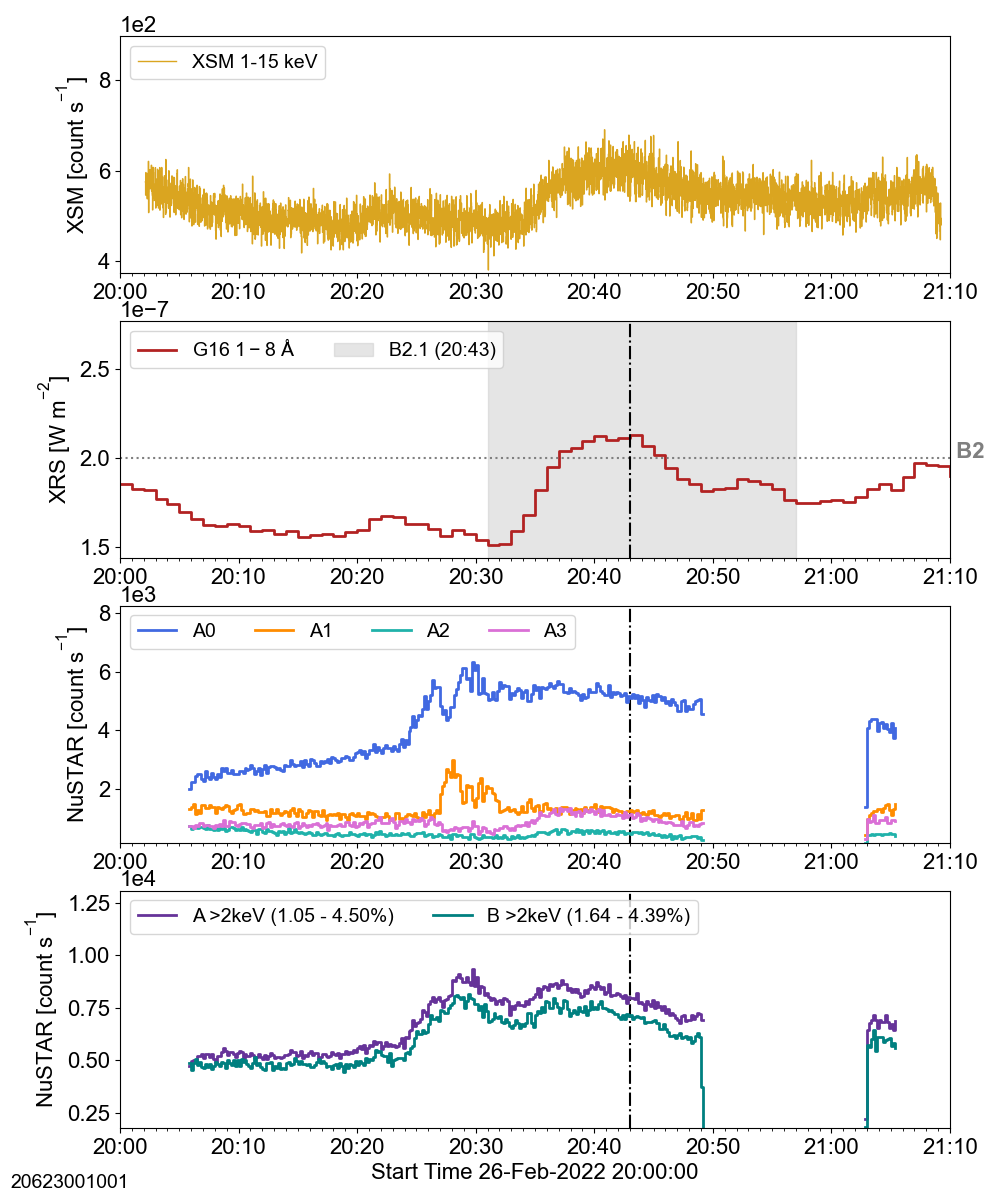 1e2
XSM [count s⁻¹]
XSM 1-15 keV
8
6
4
20:00 20:10 20:20 20:30 20:40 20:50 21:00 21:10
1e−7
XRS [W m⁻²]
G16 1 − 8 Å B2.1 (20:43)
2.5
2.0
1.5
B2
20:00 20:10 20:20 20:30 20:40 20:50 21:00 21:10
1e3
NuSTAR [count s⁻¹]
A0 A1 A2 A3
8
6
4
2
20:00 20:10 20:20 20:30 20:40 20:50 21:00 21:10
1e4
NuSTAR [count s⁻¹]
A >2keV (1.05 - 4.50%) B >2keV (1.64 - 4.39%)
12.5
1.00
0.75
0.50
0.25
20:00 20:10 20:20 20:30 20:40 20:50 21:00 21:10
Start Time 26-Feb-2022 20:00:00
20623001001